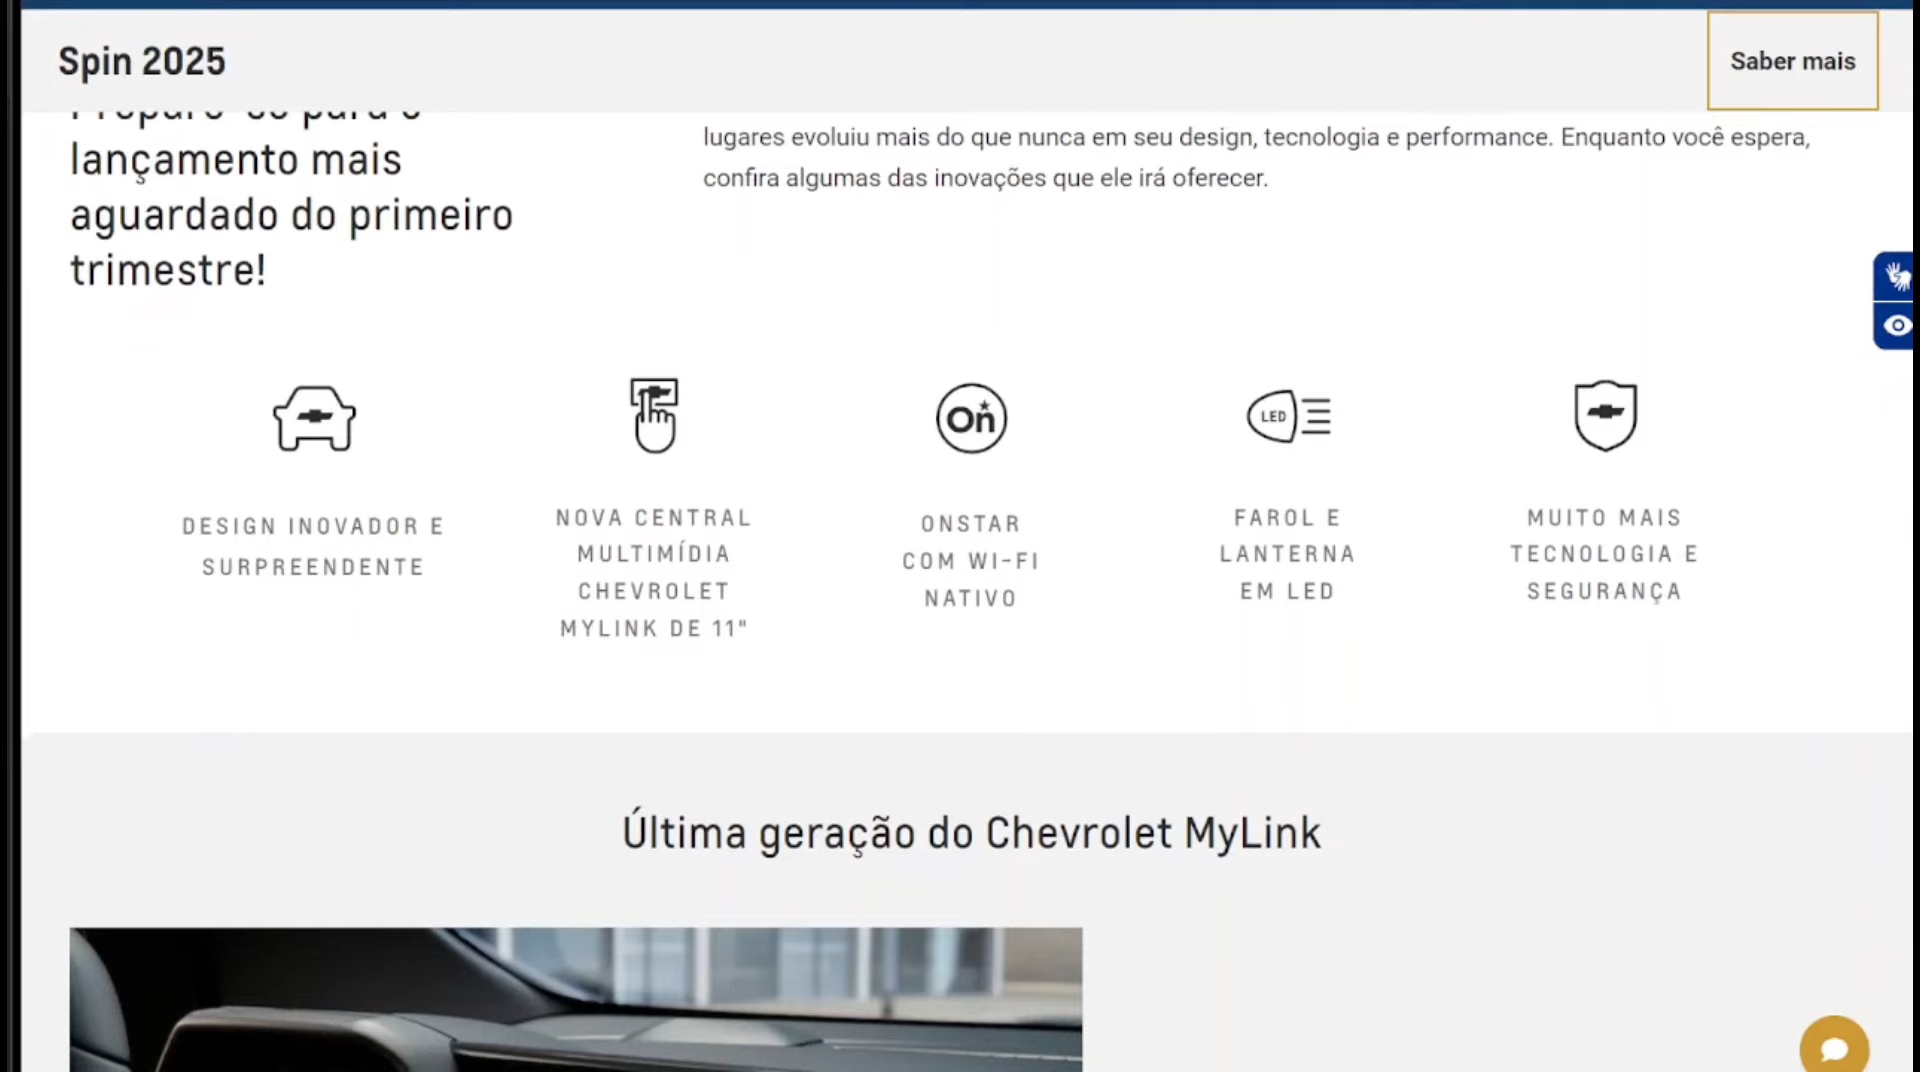 Spin 2025
Saber mais
Prepare-se para o
lançamento mais
aguardado do primeiro
trimestre!
lugares evoluiu mais do que nunca em seu design, tecnologia e performance. Enquanto você espera,
confira algumas das inovações que ele irá oferecer.
On
LED
DESIGN INOVADOR E
SURPREENDENTE
NOVA CENTRAL
MULTIMÍDIA
CHEVROLET
MYLINK DE 11"
ONSTAR
COM WI-FI
NATIVO
FAROL E
LANTERNA
EM LED
MUITO MAIS
TECNOLOGIA E
SEGURANÇA
Última geração do Chevrolet MyLink